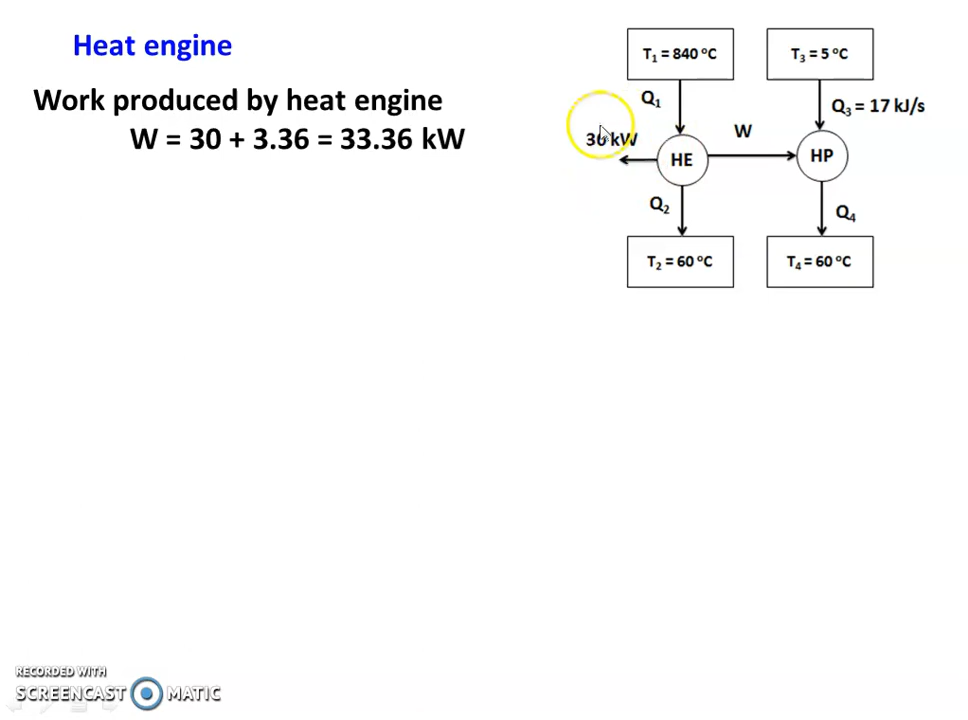 Heat engine
Work produced by heat engine
W = 30 + 3.36 = 33.36 kW
T₁ = 840 °C
T₃ = 5 °C
Q₁
Q₃ = 17 kJ/s
30 kW
W
HE
HP
Q₂
Q₄
T₂ = 60 °C
T₄ = 60 °C
RECORDED WITH
SCREENCAST MATIC